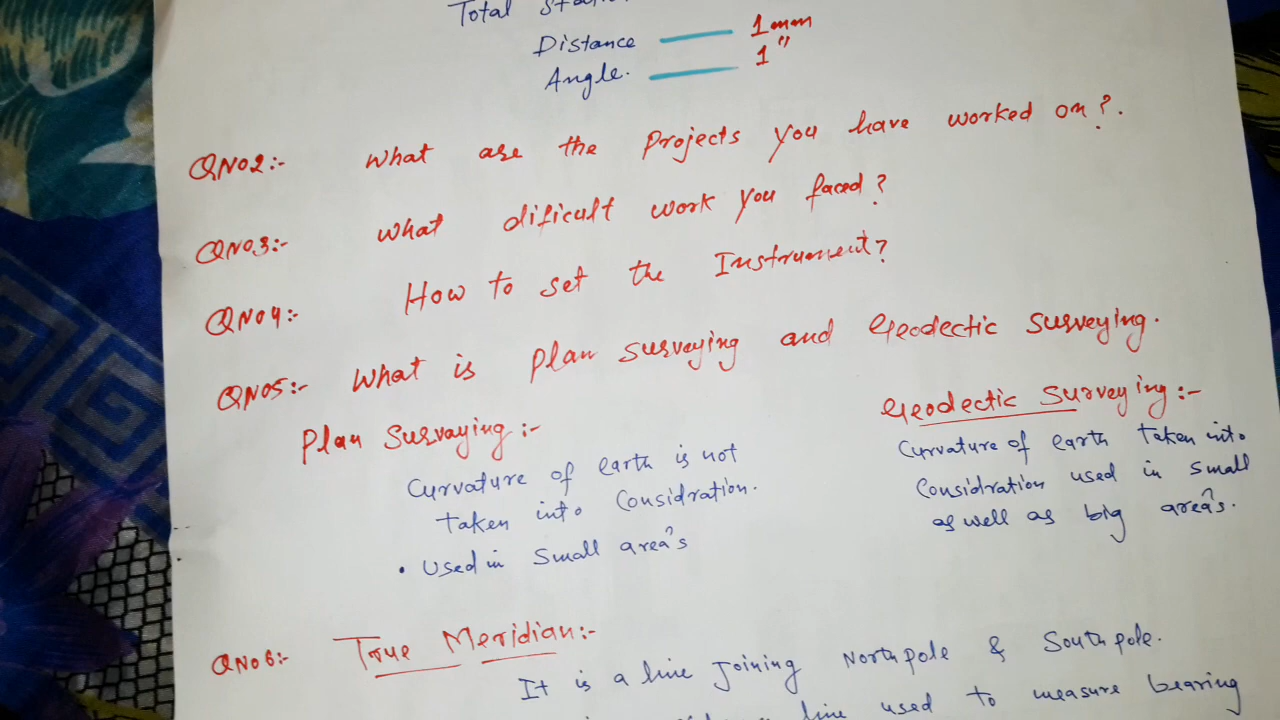 Total
Distance 1mm
Angle. 1"
QNO2:- What are the Projects you have worked on?.
QNO3:- What dificult work you faced?
QNO4:- How to set the Instrument?
QNO5:- What is plan surveying and Geodectic surveying.
Plan Survaying:-
Curvature of earth is not
taken into Considration.
• Used in Small area's
Geodectic Surveying:-
Curvature of earth taken into
Considration used in small
as well as big area's.
QNO6:- True Meridian:-
It is a line Joining North pole & South pole.
line used to measure bearing